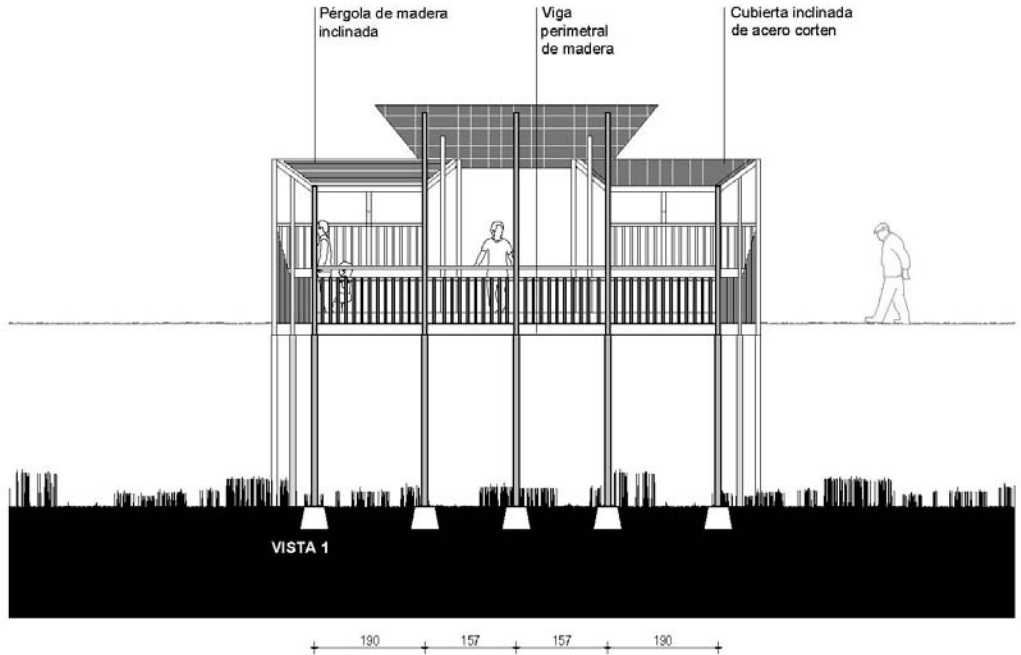 Pérgola de madera
inclinada
Viga
perimetral
de madera
Cubierta inclinada
de acero corten
VISTA 1
190 157 157 190